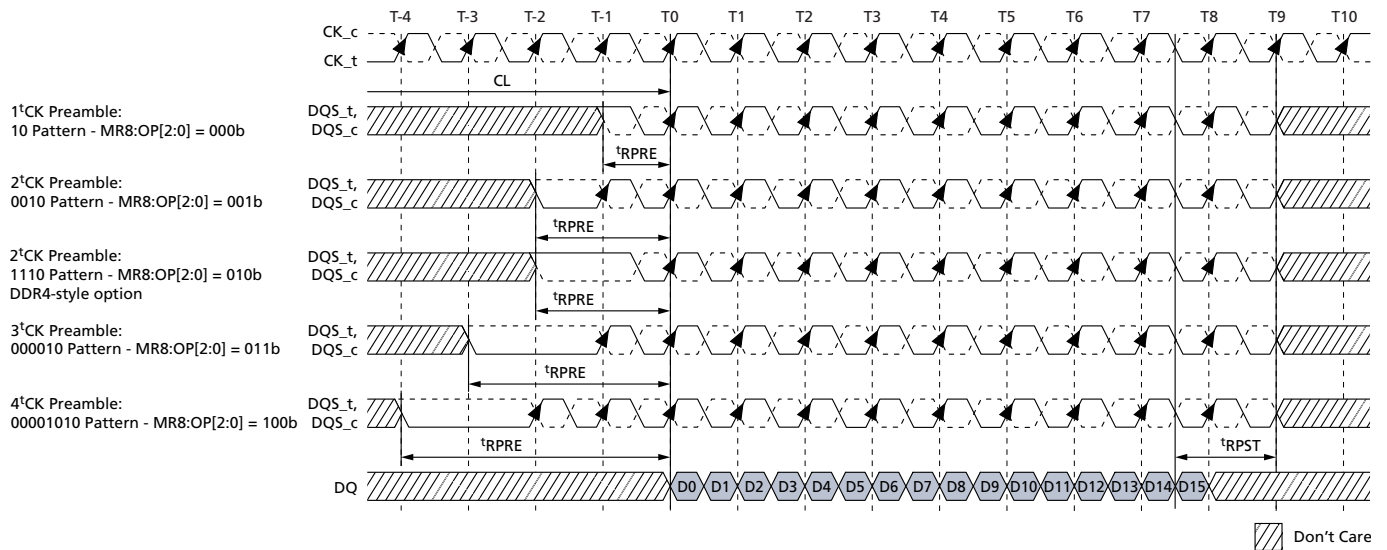 T-4 T-3 T-2 T-1 T0 T1 T2 T3 T4 T5 T6 T7 T8 T9 T10
CK_c
CK_t
CL
1tCK Preamble:
10 Pattern - MR8:OP[2:0] = 000b
DQS_t,
DQS_c
tRPRE
2tCK Preamble:
0010 Pattern - MR8:OP[2:0] = 001b
DQS_t,
DQS_c
tRPRE
2tCK Preamble:
1110 Pattern - MR8:OP[2:0] = 010b
DDR4-style option
DQS_t,
DQS_c
tRPRE
3tCK Preamble:
000010 Pattern - MR8:OP[2:0] = 011b
DQS_t,
DQS_c
tRPRE
4tCK Preamble:
00001010 Pattern - MR8:OP[2:0] = 100b
DQS_t,
DQS_c
tRPRE
tRPST
DQ
D0 D1 D2 D3 D4 D5 D6 D7 D8 D9 D10 D11 D12 D13 D14 D15
Don't Care